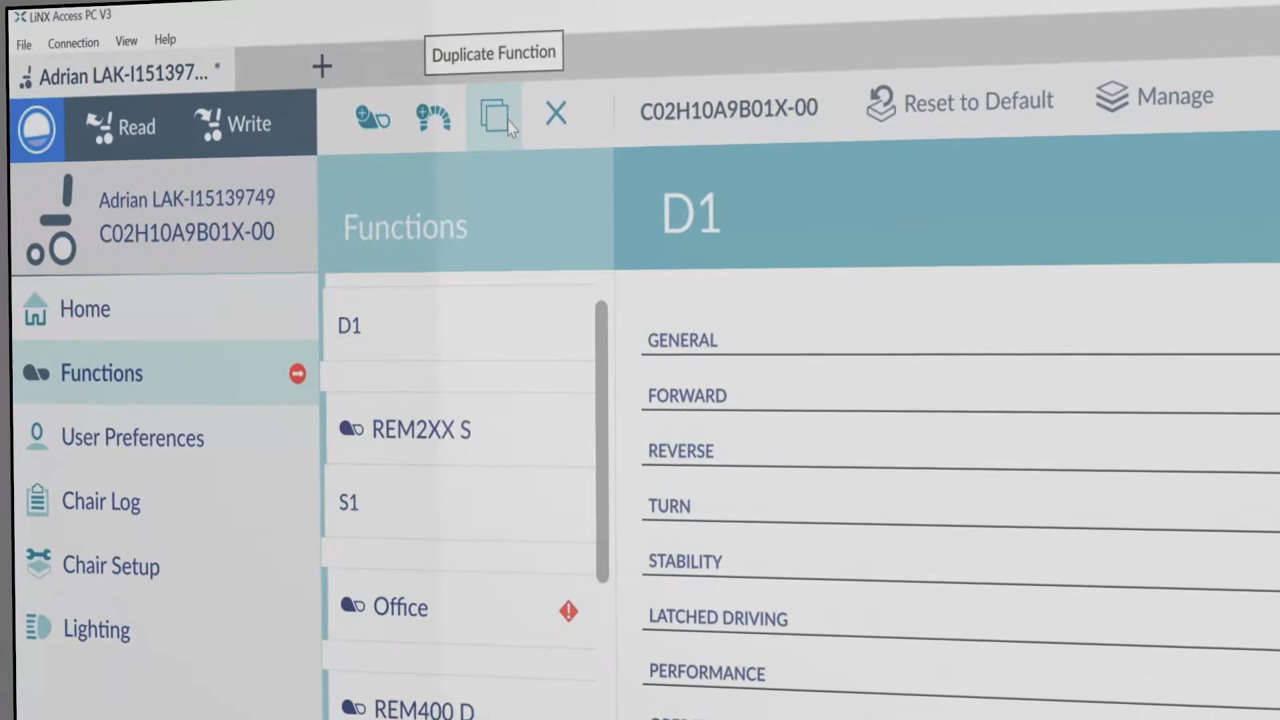 LiNX Access PC V3
File Connection View Help
Duplicate Function
Adrian LAK-I151397... *
Read Write
C02H10A9B01X-00
Reset to Default
Manage
Adrian LAK-I15139749
C02H10A9B01X-00
Functions
D1
Home
Functions
User Preferences
Chair Log
Chair Setup
Lighting
D1
REM2XX S
S1
Office
REM400 D
GENERAL
FORWARD
REVERSE
TURN
STABILITY
LATCHED DRIVING
PERFORMANCE